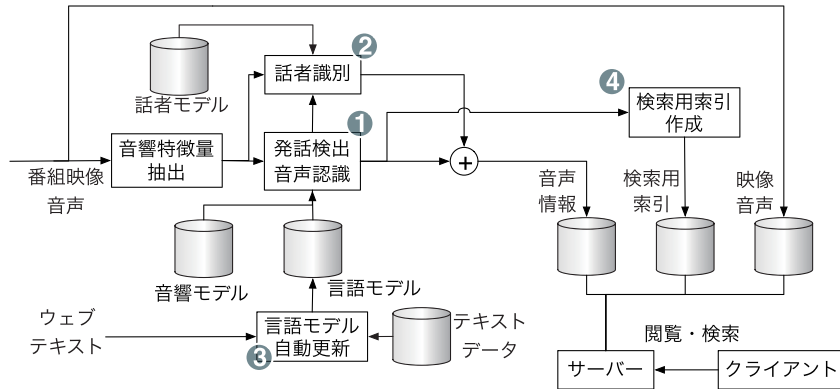 ❷
話者識別
話者モデル
❹
検索用索引
作成
❶
音響特徴量
抽出
発話検出
音声認識
+
番組映像
音声
音声
情報
検索用
索引
映像
音声
音響モデル
言語モデル
ウェブ
テキスト
言語モデル
自動更新
❸
テキスト
データ
閲覧・検索
サーバー
クライアント